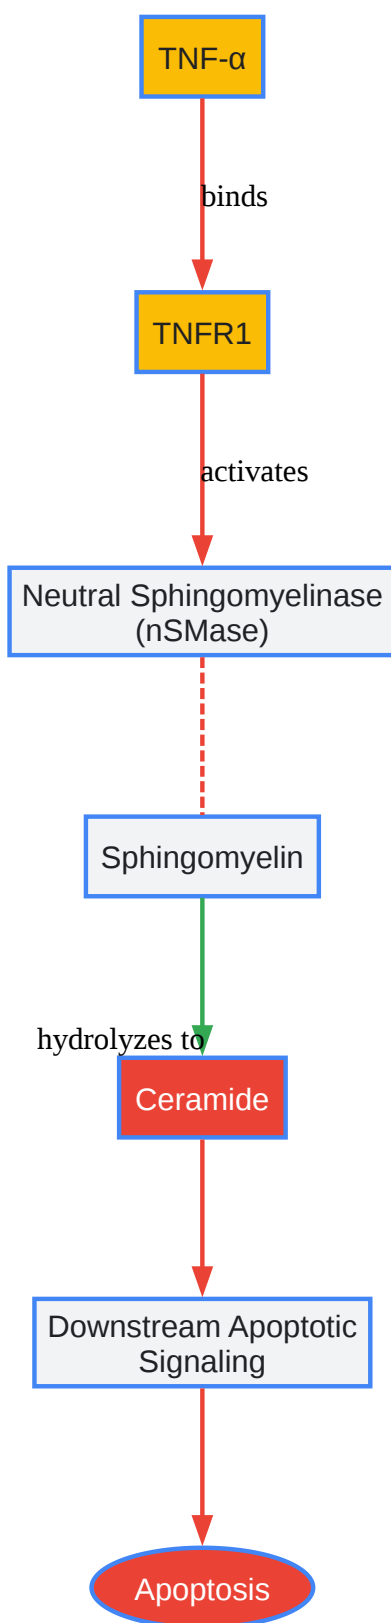 TNF-α
binds
TNFR1
activates
Neutral Sphingomyelinase
(nSMase)
Sphingomyelin
hydrolyzes to
Ceramide
Downstream Apoptotic
Signaling
Apoptosis